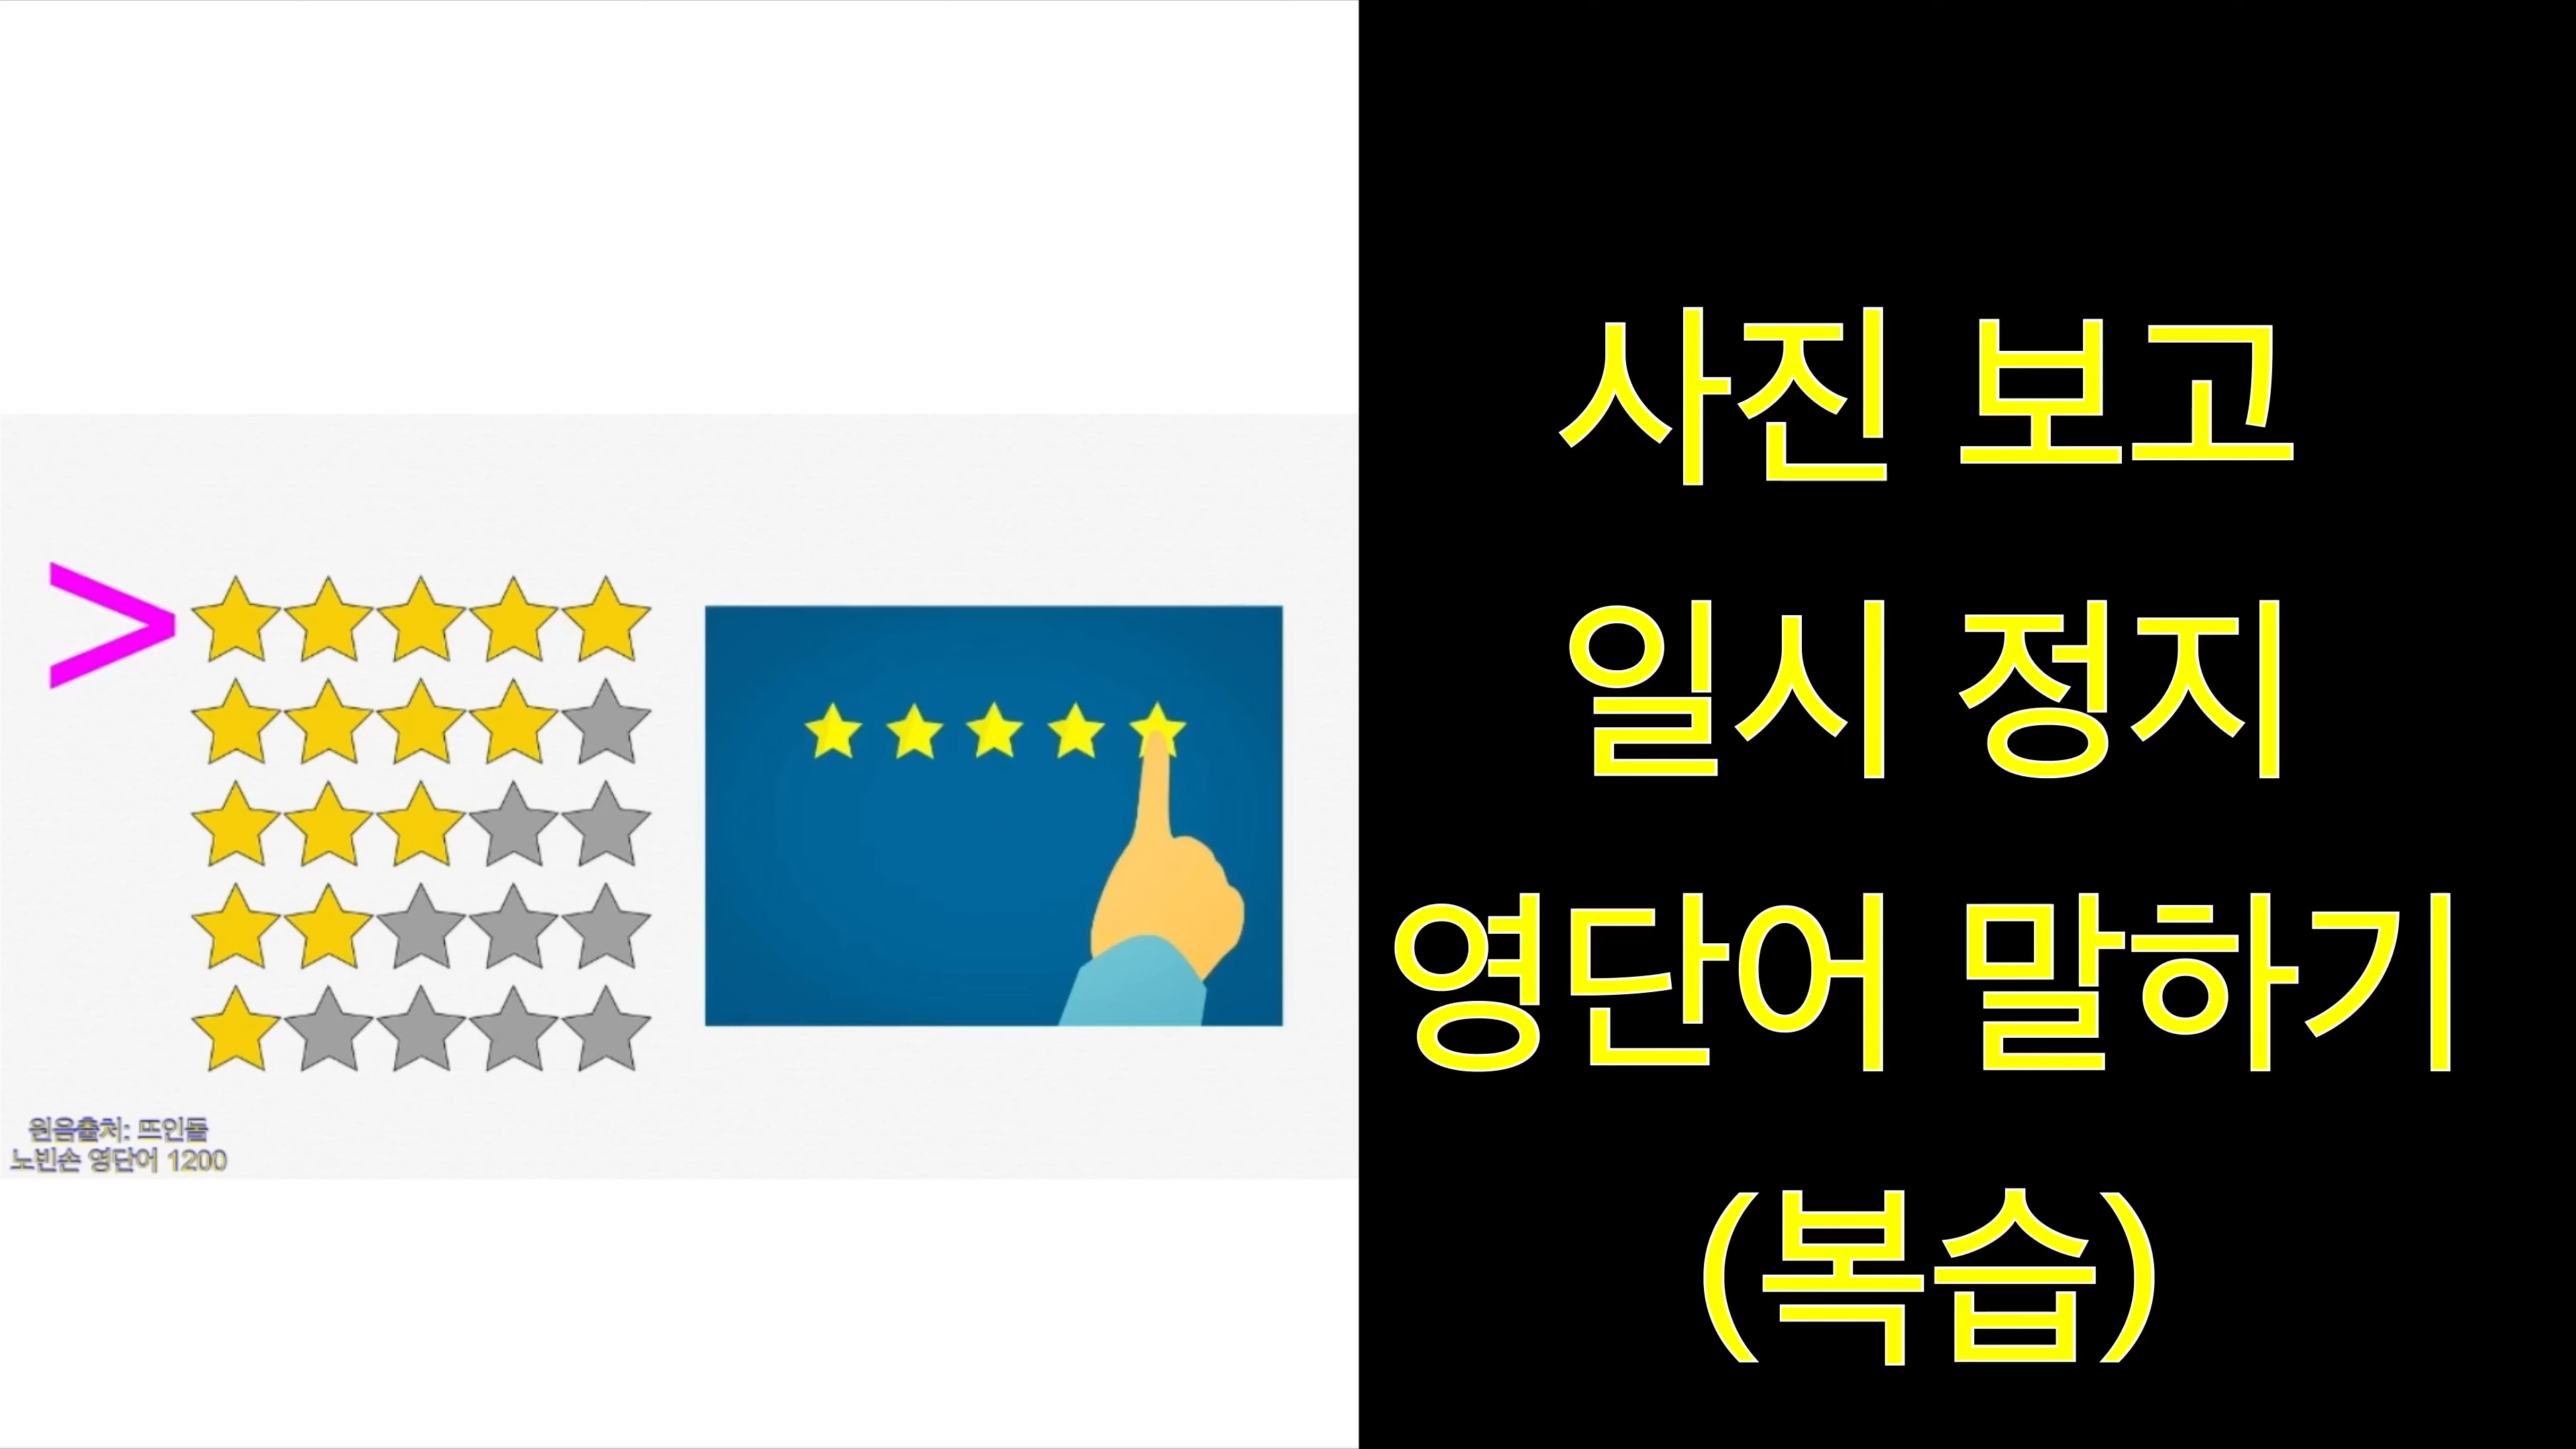 사진 보고
일시 정지
영단어 말하기
(복습)
>
원음출처: 뜨인돌
노빈손 영단어 1200